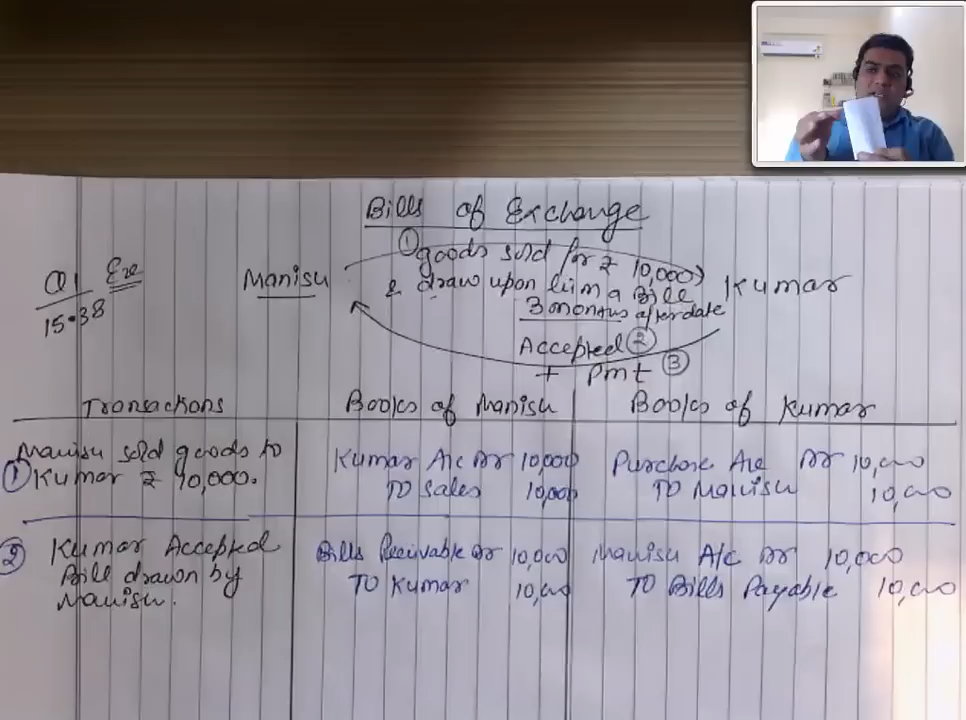 Bills of Exchange
Q1 Exe
15.38
Manish
① goods sold for ₹ 10,000
& draw upon him a Bill
3 months after date
Kumar
Accepted ②
+ Pmt ③
Transactions
Books of Manish
Books of Kumar
① Manish sold goods to
Kumar ₹ 10,000.
Kumar A/c Dr 10,000
To Sales 10,000
Purchase A/c Dr 10,000
To Manish 10,000
② Kumar Accepted
Bill drawn by
Manish.
Bills Receivable Dr 10,000
To Kumar 10,000
Manish A/c Dr 10,000
To Bills Payable 10,000